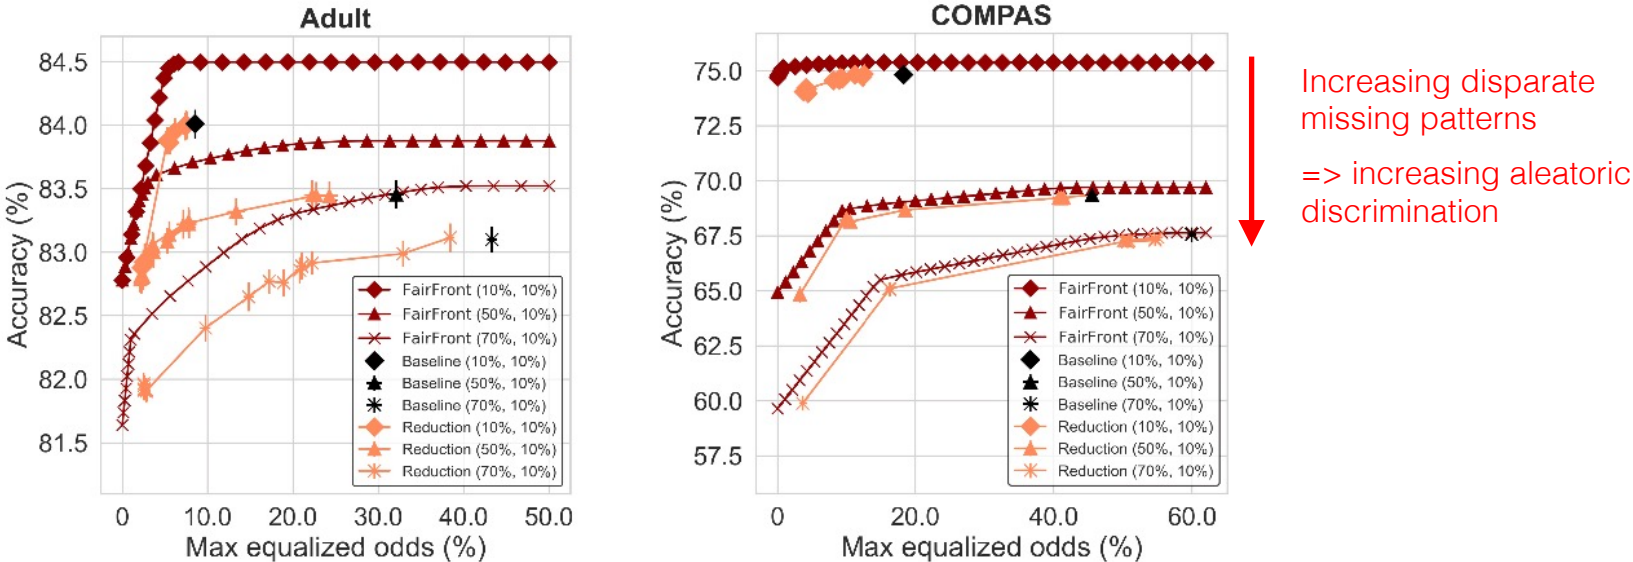 Adult
84.5
84.0
83.5
83.0
82.5
82.0
81.5
Accuracy (%)
0
10.0
20.0
30.0
40.0
50.0
Max equalized odds (%)
FairFront (10%, 10%)
FairFront (50%, 10%)
FairFront (70%, 10%)
Baseline (10%, 10%)
Baseline (50%, 10%)
Baseline (70%, 10%)
Reduction (10%, 10%)
Reduction (50%, 10%)
Reduction (70%, 10%)
COMPAS
75.0
72.5
70.0
67.5
65.0
62.5
60.0
57.5
Accuracy (%)
0
20.0
40.0
60.0
Max equalized odds (%)
FairFront (10%, 10%)
FairFront (50%, 10%)
FairFront (70%, 10%)
Baseline (10%, 10%)
Baseline (50%, 10%)
Baseline (70%, 10%)
Reduction (10%, 10%)
Reduction (50%, 10%)
Reduction (70%, 10%)
Increasing disparate
missing patterns
=> increasing aleatoric
discrimination